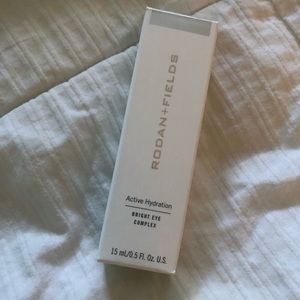 RODAN+FIELDS
Active Hydration
BRIGHT EYE
COMPLEX
15 mL/0.5 Fl. Oz. U.S.